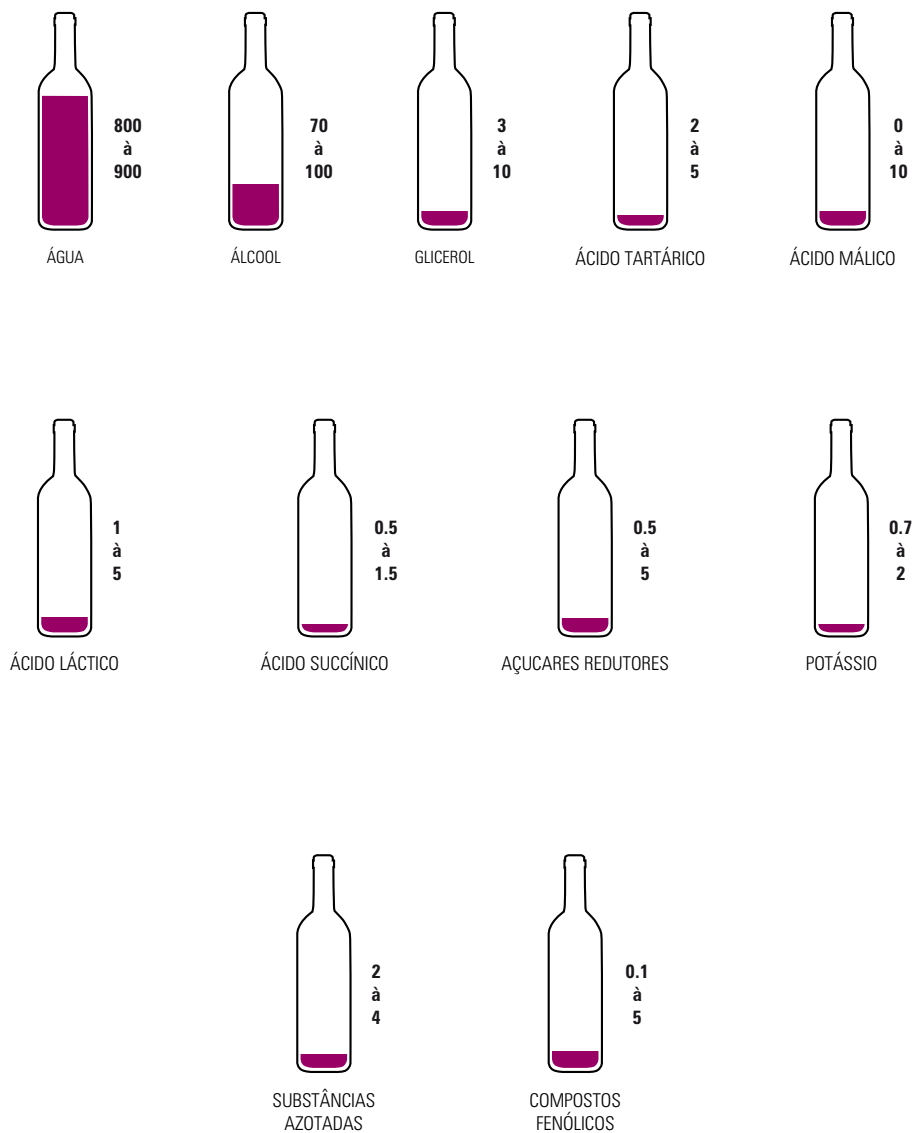 800
à
900
ÁGUA
70
à
100
ÁLCOOL
3
à
10
GLICEROL
2
à
5
ÁCIDO TARTÁRICO
0
à
10
ÁCIDO MÁLICO
1
à
5
ÁCIDO LÁCTICO
0.5
à
1.5
ÁCIDO SUCCÍNICO
0.5
à
5
AÇUCARES REDUTORES
0.7
à
2
POTÁSSIO
2
à
4
SUBSTÂNCIAS
AZOTADAS
0.1
à
5
COMPOSTOS
FENÓLICOS